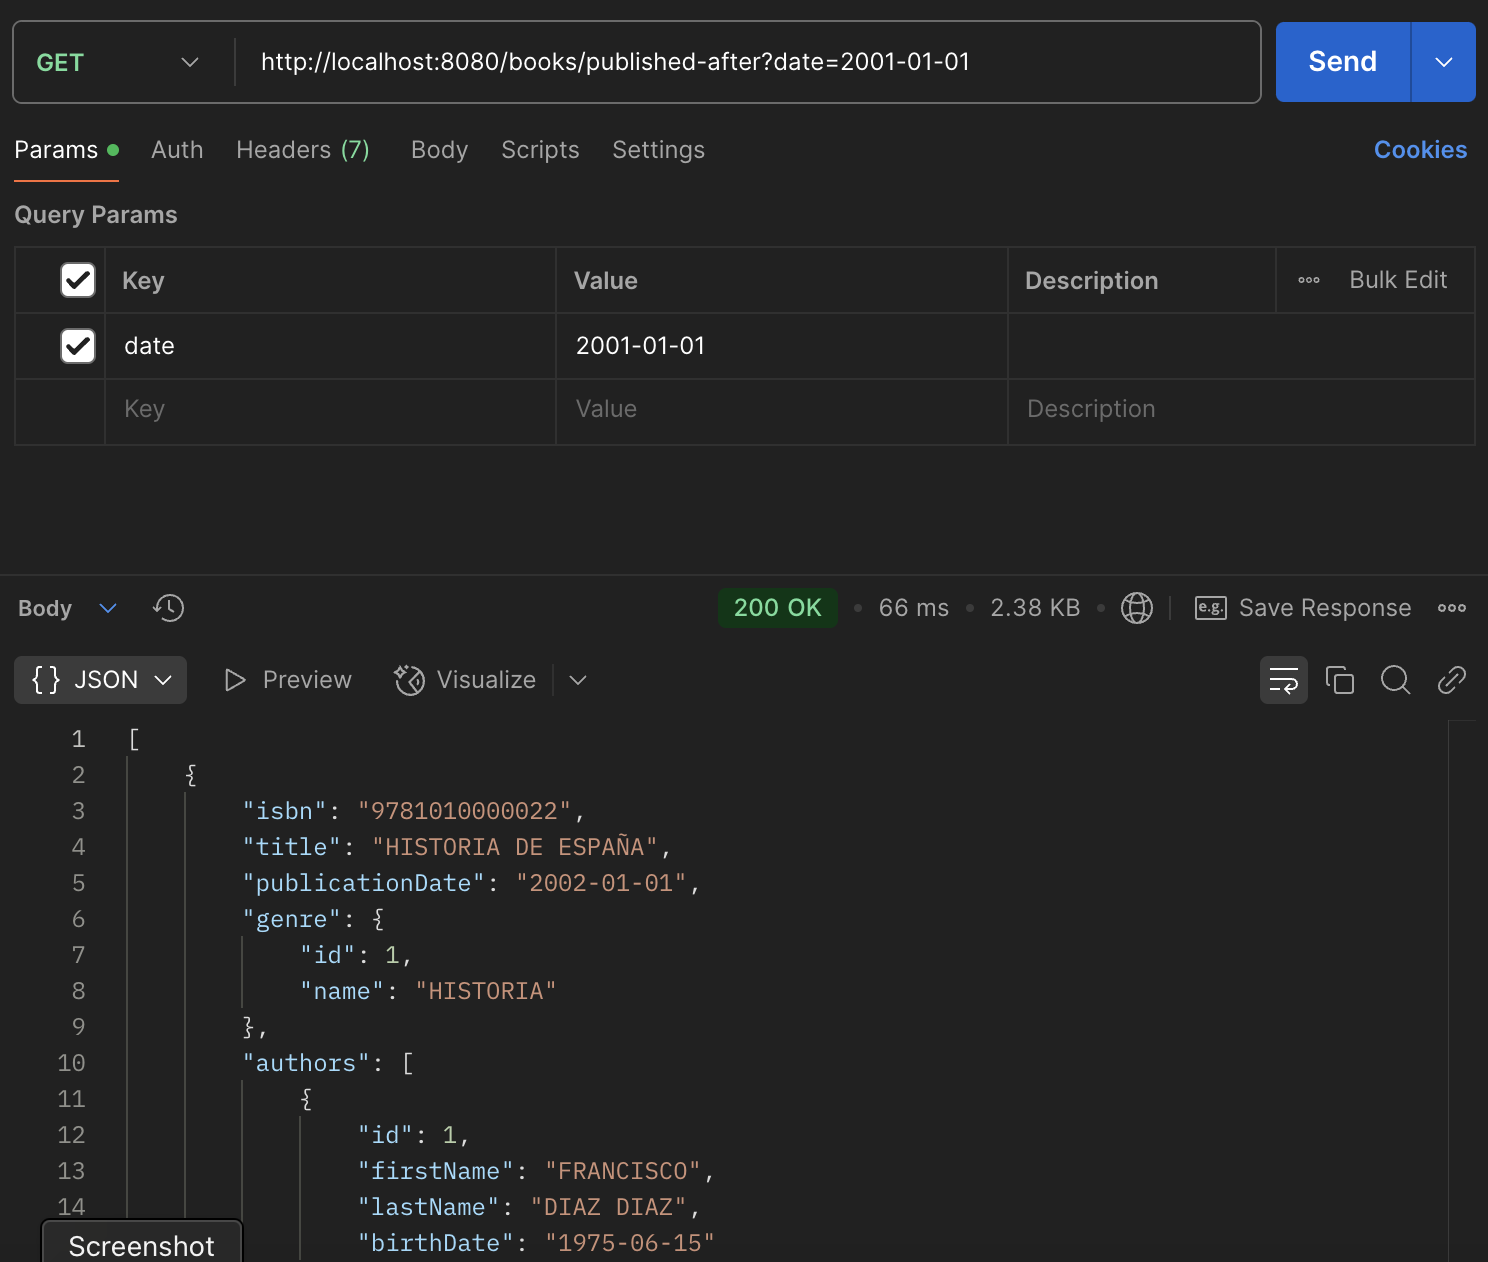 GET http://localhost:8080/books/published-after?date=2001-01-01 Send
Params Auth Headers (7) Body Scripts Settings Cookies
Query Params
Key Value Description Bulk Edit
date 2001-01-01
Key Value Description
Body 200 OK 66 ms 2.38 KB e.g. Save Response
{ } JSON Preview Visualize
1 [
2 {
3 "isbn": "9781010000022",
4 "title": "HISTORIA DE ESPAÑA",
5 "publicationDate": "2002-01-01",
6 "genre": {
7 "id": 1,
8 "name": "HISTORIA"
9 },
10 "authors": [
11 {
12 "id": 1,
13 "firstName": "FRANCISCO",
14 "lastName": "DIAZ DIAZ",
"birthDate": "1975-06-15"
Screenshot